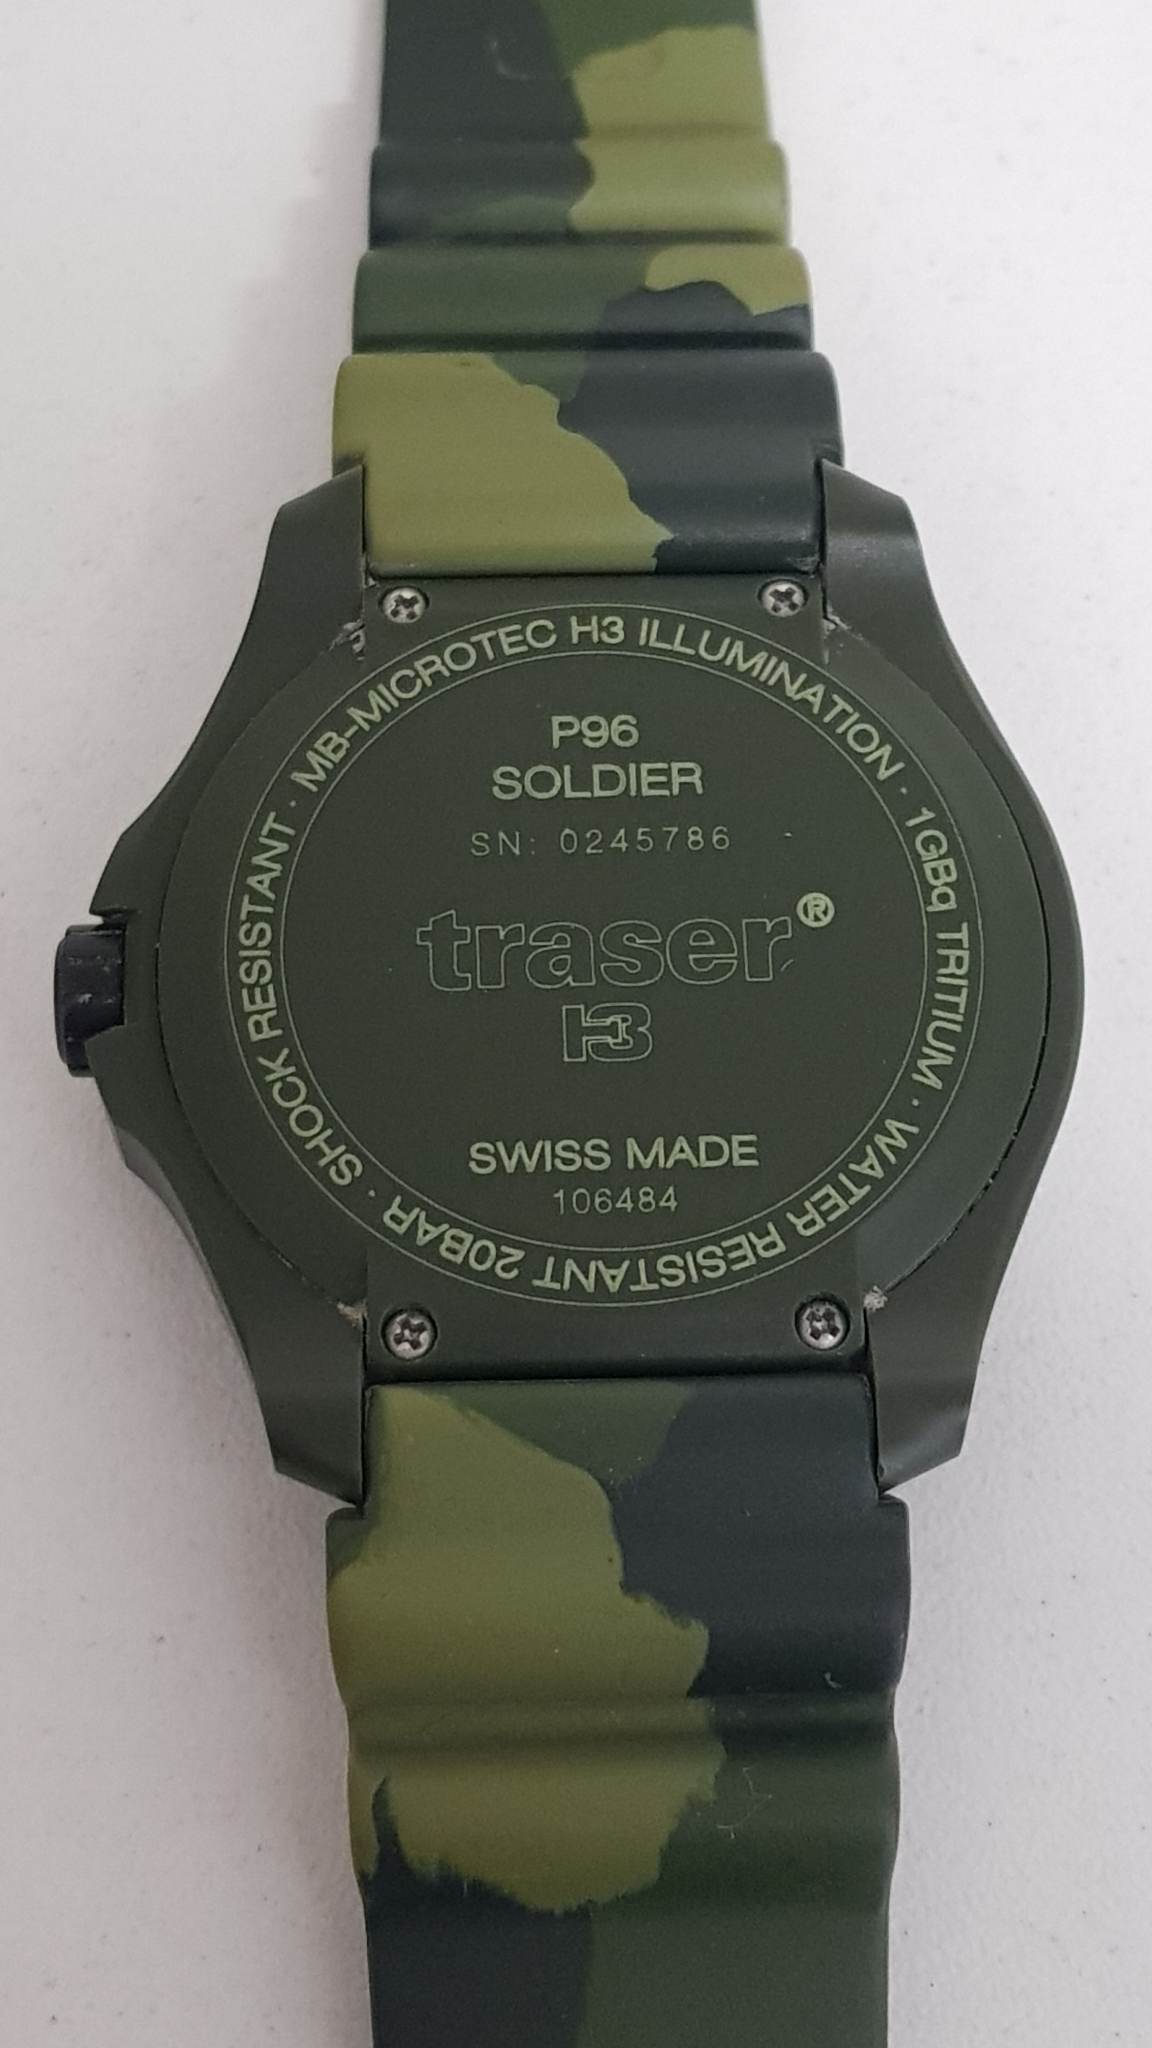 MB-MICROTEC H3 ILLUMINATION · 1GBq TRITIUM · WATER RESISTANT 20BAR · SHOCK RESISTANT ·
P96
SOLDIER
SN: 0245786
traser®
H3
SWISS MADE
106484